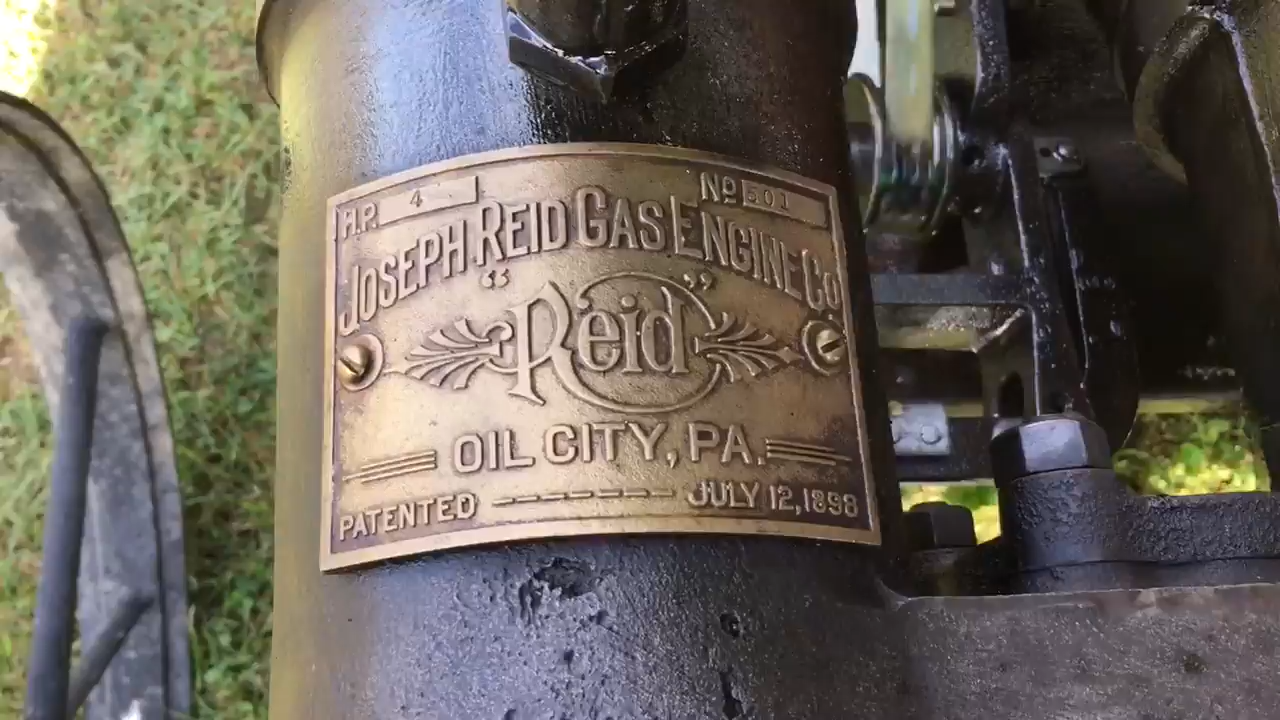 H.P. 4 No 501
JOSEPH REID GAS ENGINE CO
"Reid"
OIL CITY, PA.
PATENTED JULY 12, 1898